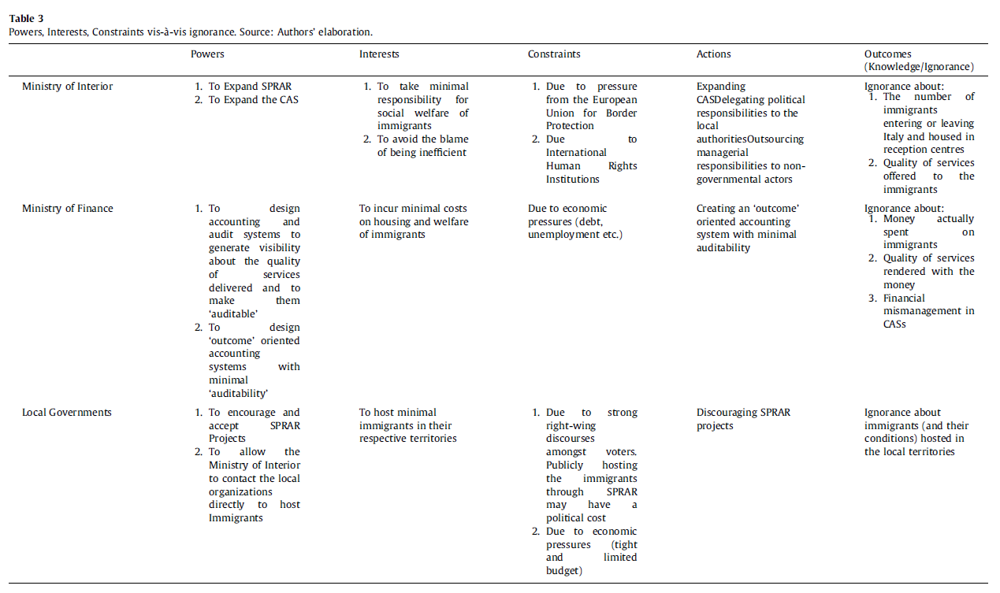 Table 3
Powers, Interests, Constraints vis-à-vis ignorance. Source: Authors' elaboration.
Powers
Interests
Constraints
Actions
Outcomes
(Knowledge/Ignorance)
Ministry of Interior
1. To Expand SPRAR
2. To Expand the CAS
1. To take minimal
responsibility for
social welfare of
immigrants
2. To avoid the blame
of being inefficient
1. Due to pressure
from the European
Union for Border
Protection
2. Due to
International
Human Rights
Institutions
Expanding
CASDelegating political
responsibilities to the
local
authoritiesOutsourcing
managerial
responsibilities to non-
governmental actors
Ignorance about:
1. The number of
immigrants
entering or leaving
Italy and housed in
reception centres
2. Quality of services
offered to the
immigrants
Ministry of Finance
1. To design
accounting and
audit systems to
generate visibility
about the quality
of services
delivered and to
make them
‘auditable’
2. To design
‘outcome’ oriented
accounting
systems with
minimal
‘auditability’
To incur minimal costs
on housing and welfare
of immigrants
Due to economic
pressures (debt,
unemployment etc.)
Creating an ‘outcome’
oriented accounting
system with minimal
auditability
Ignorance about:
1. Money actually
spent on
immigrants
2. Quality of services
rendered with the
money
3. Financial
mismanagement in
CASs
Local Governments
1. To encourage and
accept SPRAR
Projects
2. To allow the
Ministry of Interior
to contact the local
organizations
directly to host
Immigrants
To host minimal
immigrants in their
respective territories
1. Due to strong
right-wing
discourses
amongst voters.
Publicly hosting
the immigrants
through SPRAR
may have a
political cost
2. Due to economic
pressures (tight
and limited
budget)
Discouraging SPRAR
projects
Ignorance about
immigrants (and their
conditions) hosted in
the local territories